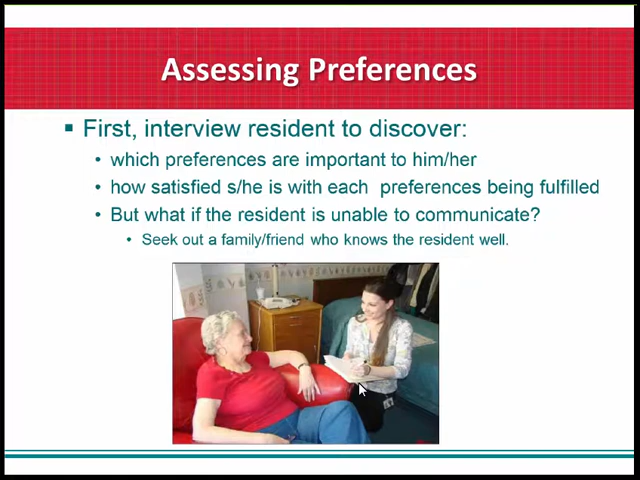 Assessing Preferences
First, interview resident to discover:
which preferences are important to him/her
how satisfied s/he is with each preferences being fulfilled
But what if the resident is unable to communicate?
Seek out a family/friend who knows the resident well.